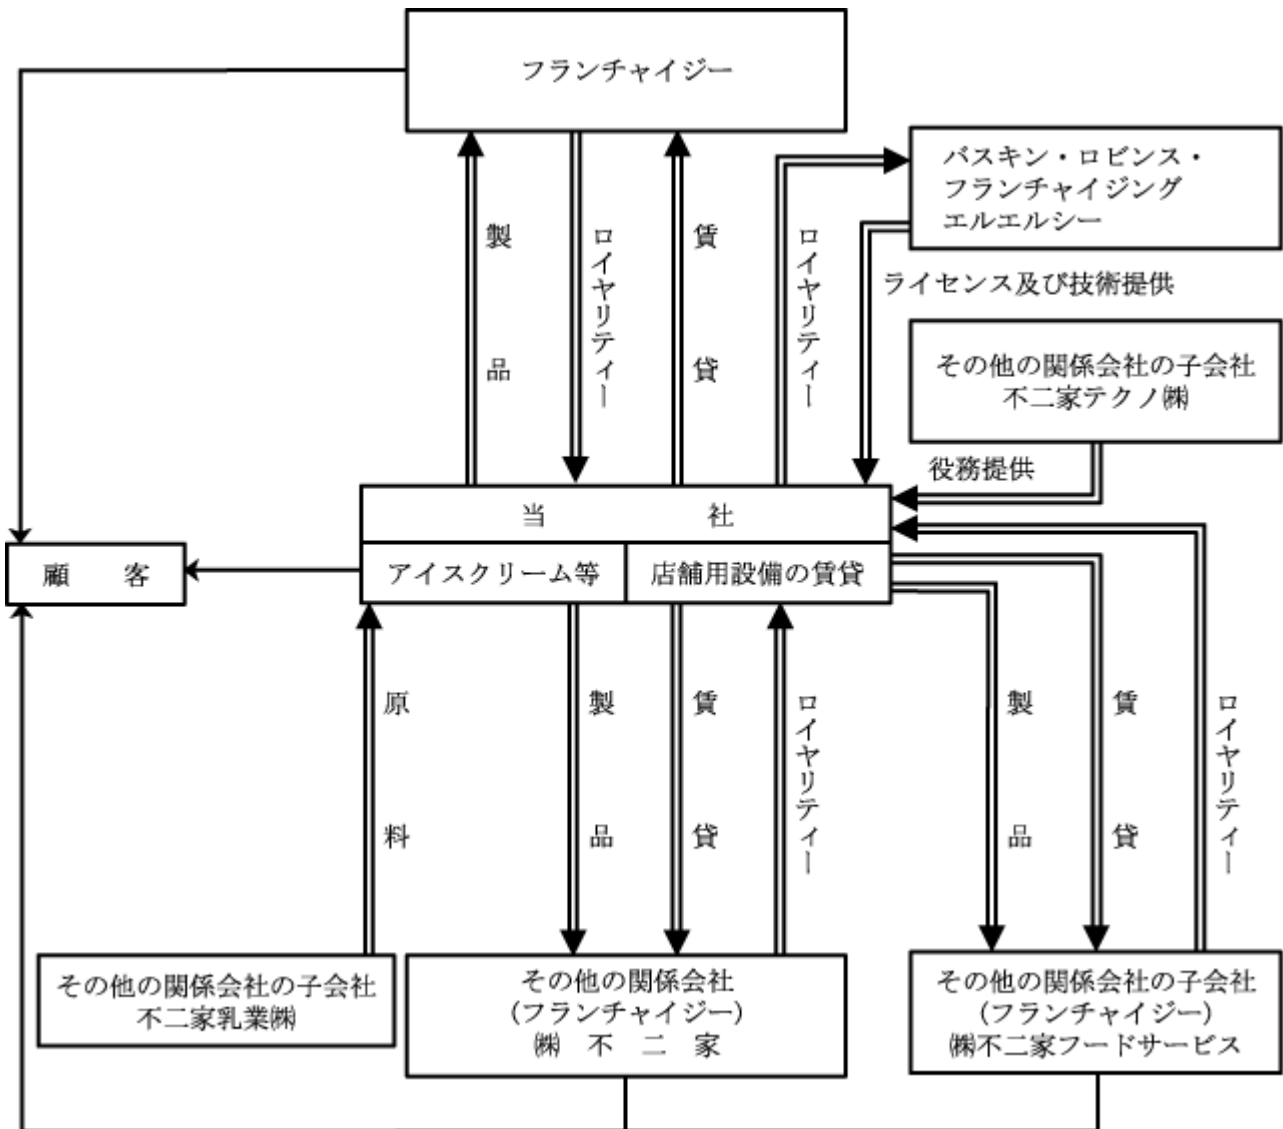 フランチャイジー
バスキン・ロビンス・
フランチャイジング
エルエルシー
製品
ロイヤリティー
賃貸
ロイヤリティー
ライセンス及び技術提供
その他の関係会社の子会社
不二家テクノ㈱
役務提供
当社
顧客
アイスクリーム等
店舗用設備の賃貸
原料
製品
賃貸
ロイヤリティー
製品
賃貸
ロイヤリティー
その他の関係会社の子会社
不二家乳業㈱
その他の関係会社
(フランチャイジー)
㈱不二家
その他の関係会社の子会社
(フランチャイジー)
㈱不二家フードサービス